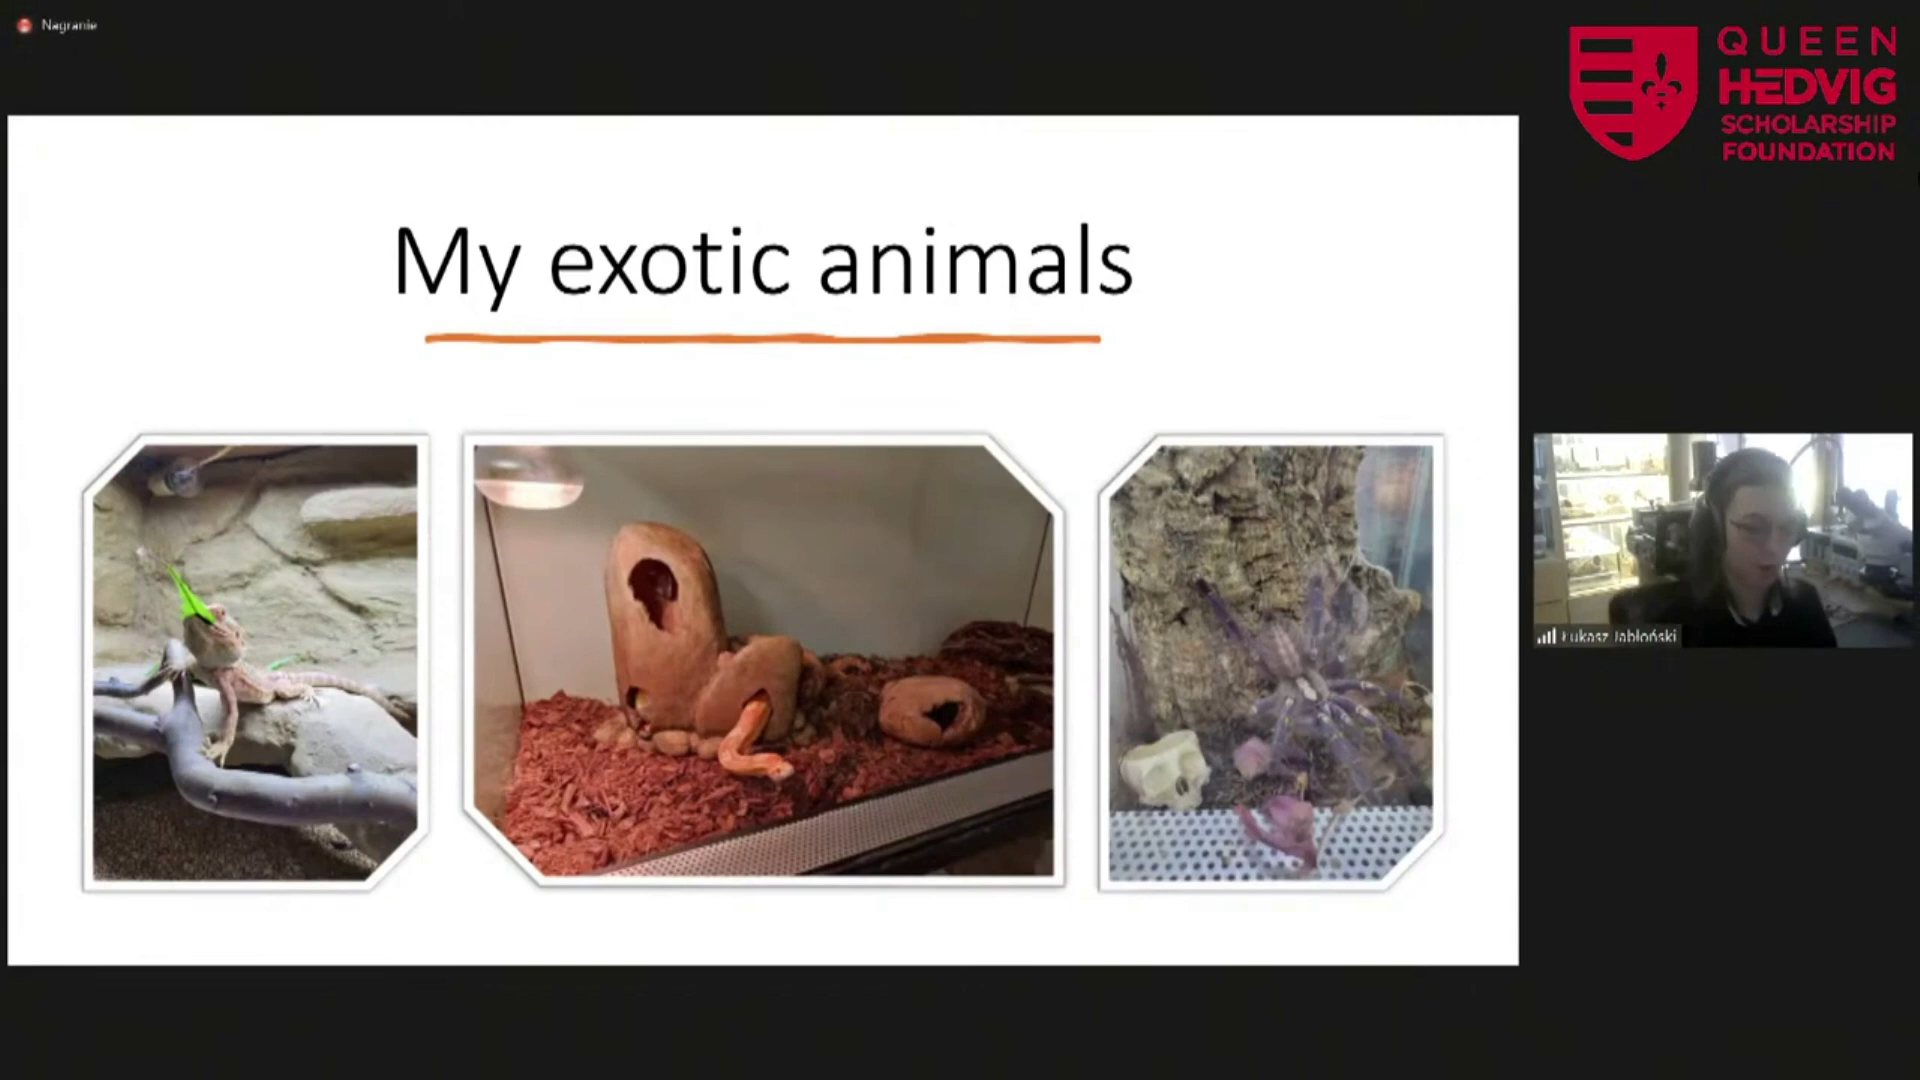 Nagranie
QUEEN
HEDVIG
SCHOLARSHIP
FOUNDATION
My exotic animals
Łukasz Jabłoński